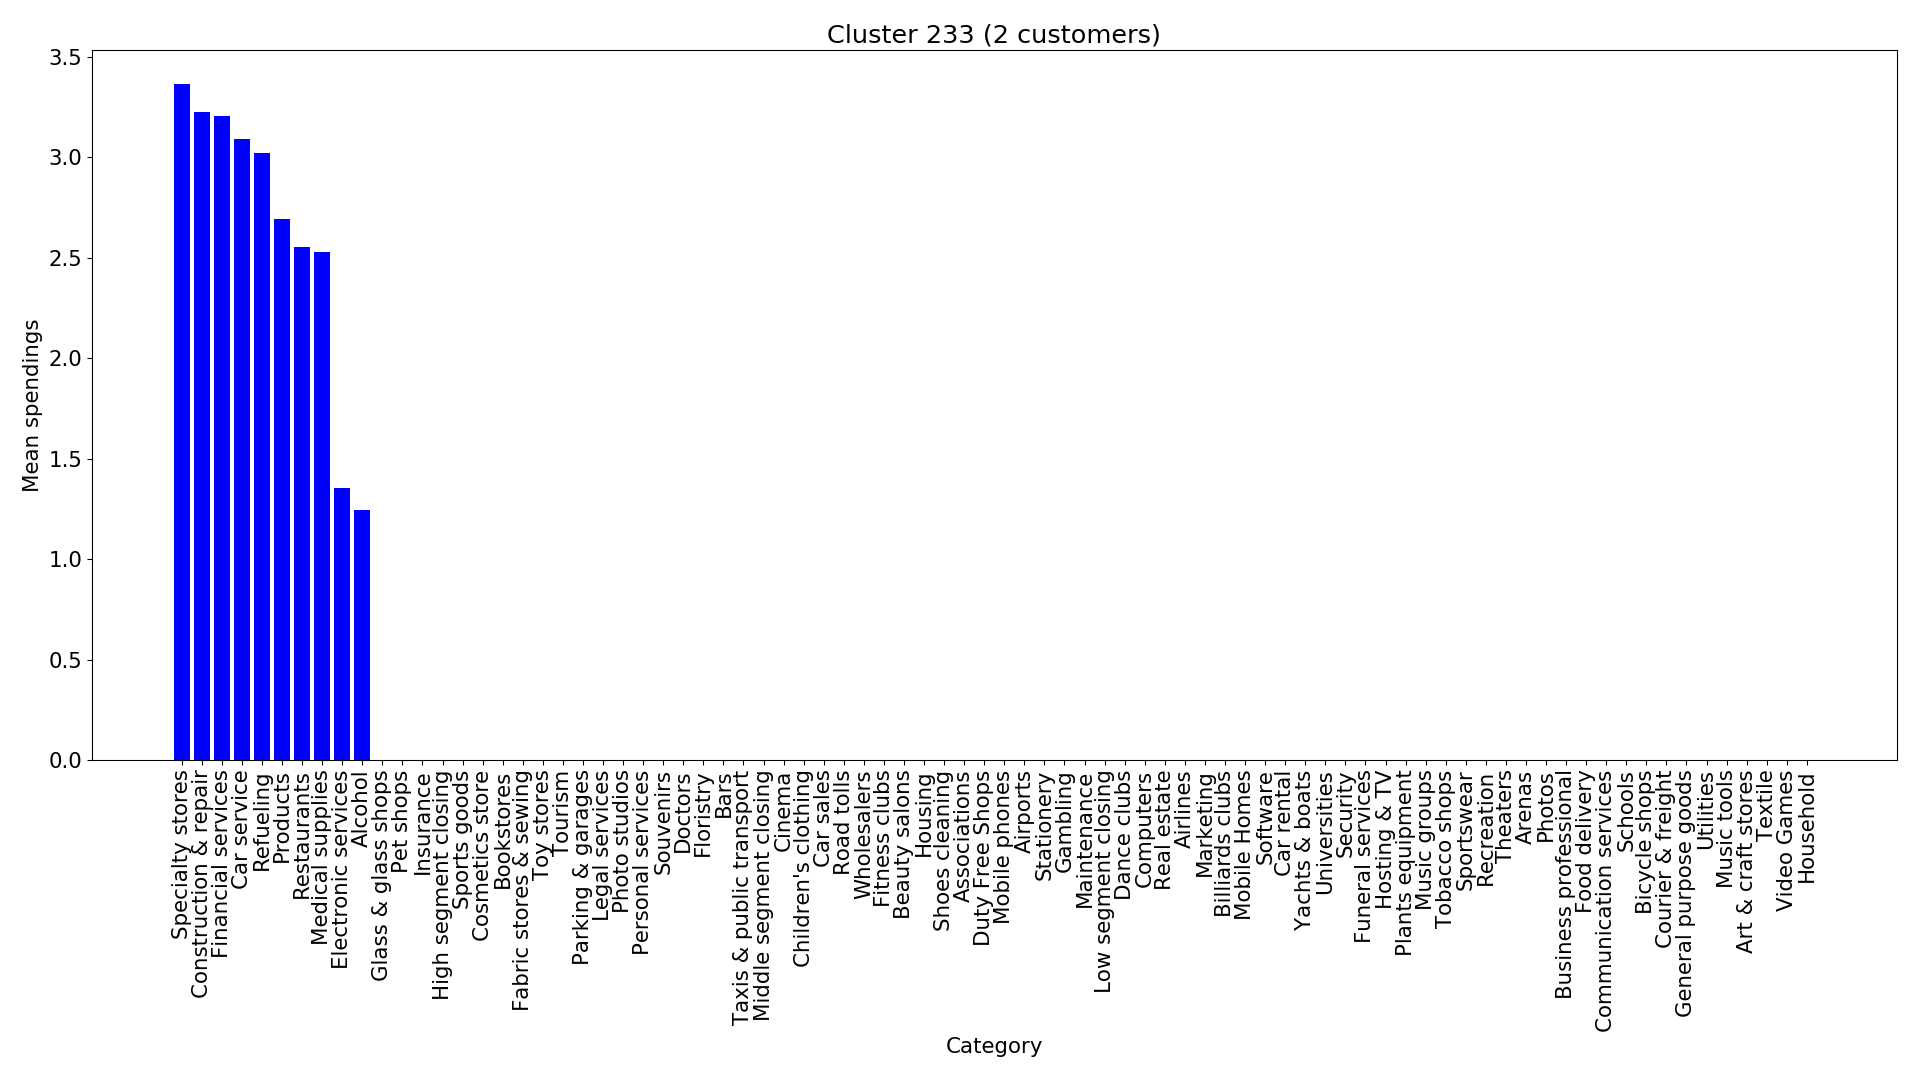 Cluster 233 (2 customers)
Mean spendings
3.5
3.0
2.5
2.0
1.5
1.0
0.5
0.0
Specialty stores
Construction & repair
Financial services
Car service
Refueling
Products
Restaurants
Medical supplies
Electronic services
Alcohol
Glass & glass shops
Pet shops
Insurance
High segment closing
Sports goods
Cosmetics store
Bookstores
Fabric stores & sewing
Toy stores
Tourism
Parking & garages
Legal services
Photo studios
Personal services
Souvenirs
Doctors
Floristry
Bars
Taxis & public transport
Middle segment closing
Cinema
Children's clothing
Car sales
Road tolls
Wholesalers
Fitness clubs
Beauty salons
Housing
Shoes cleaning
Associations
Duty Free Shops
Mobile phones
Airports
Stationery
Gambling
Maintenance
Low segment closing
Dance clubs
Computers
Real estate
Airlines
Marketing
Billiards clubs
Mobile Homes
Software
Car rental
Yachts & boats
Universities
Security
Funeral services
Hosting & TV
Plants equipment
Music groups
Tobacco shops
Sportswear
Recreation
Theaters
Arenas
Photos
Business professional
Food delivery
Communication services
Schools
Bicycle shops
Courier & freight
General purpose goods
Utilities
Music tools
Art & craft stores
Textile
Video Games
Household
Category